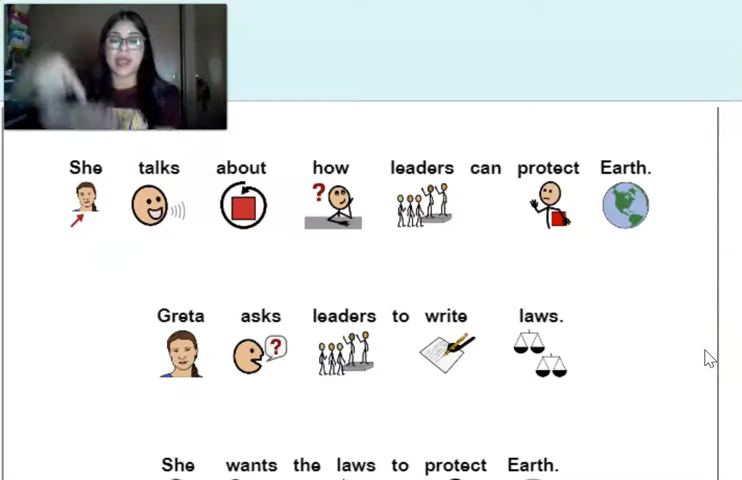 She talks about how leaders can protect Earth.
Greta asks leaders to write laws.
She wants the laws to protect Earth.